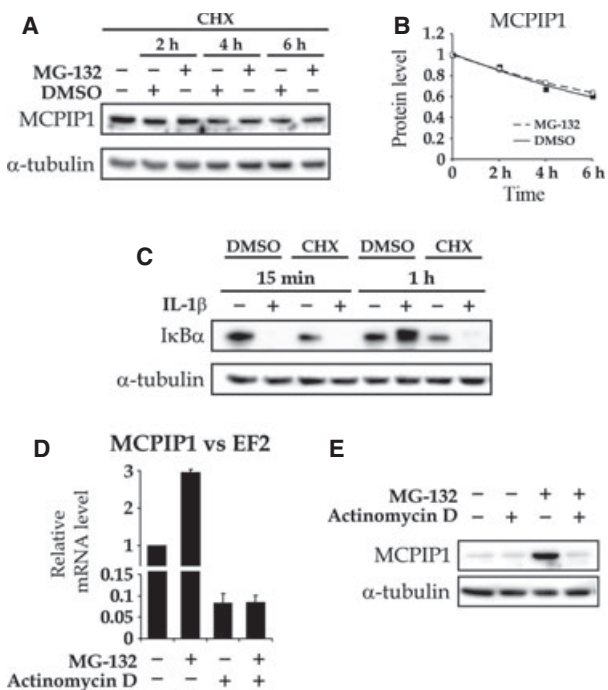 A
CHX
2 h 4 h 6 h
MG-132 – – + – + – +
DMSO – + – + – + –
MCPIP1
α-tubulin
B
MCPIP1
Protein level
1.2
1
0.8
0.6
0.4
0.2
0
MG-132
DMSO
0 2 h 4 h 6 h
Time
C
DMSO CHX DMSO CHX
15 min 1 h
IL-1β – + – + – + – +
IκBα
α-tubulin
D
MCPIP1 vs EF2
Relative
mRNA level
3
2
1
0.15
0.1
0.05
0
MG-132 – + – +
Actinomycin D – – + +
E
MG-132 – – + +
Actinomycin D – + – +
MCPIP1
α-tubulin